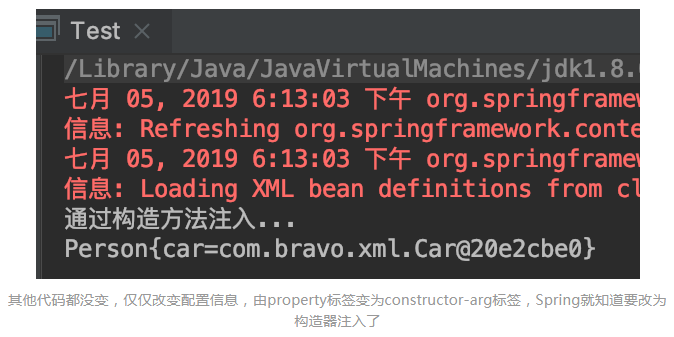 Test
/Library/Java/JavaVirtualMachines/jdk1.8.
七月 05, 2019 6:13:03 下午 org.springframew
信息: Refreshing org.springframework.conte
七月 05, 2019 6:13:03 下午 org.springframew
信息: Loading XML bean definitions from cl
通过构造方法注入...
Person{car=com.bravo.xml.Car@20e2cbe0}
其他代码都没变，仅仅改变配置信息，由property标签变为constructor-arg标签，Spring就知道要改为
构造器注入了